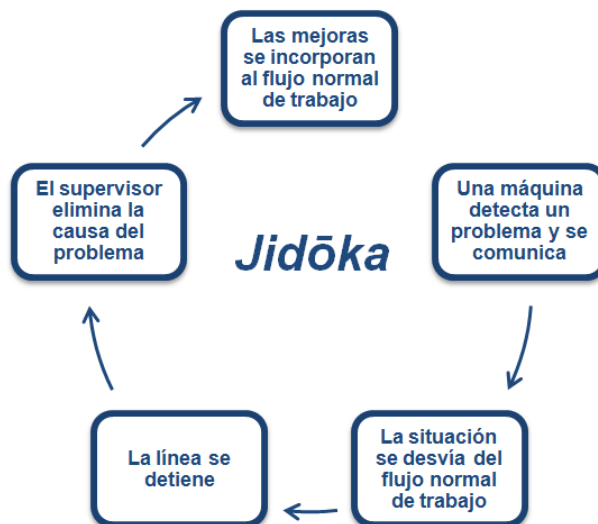 Las mejoras
se incorporan
al flujo normal
de trabajo
El supervisor
elimina la
causa del
problema
Una máquina
detecta un
problema y se
comunica
Jidōka
La línea se
detiene
La situación
se desvía del
flujo normal
de trabajo